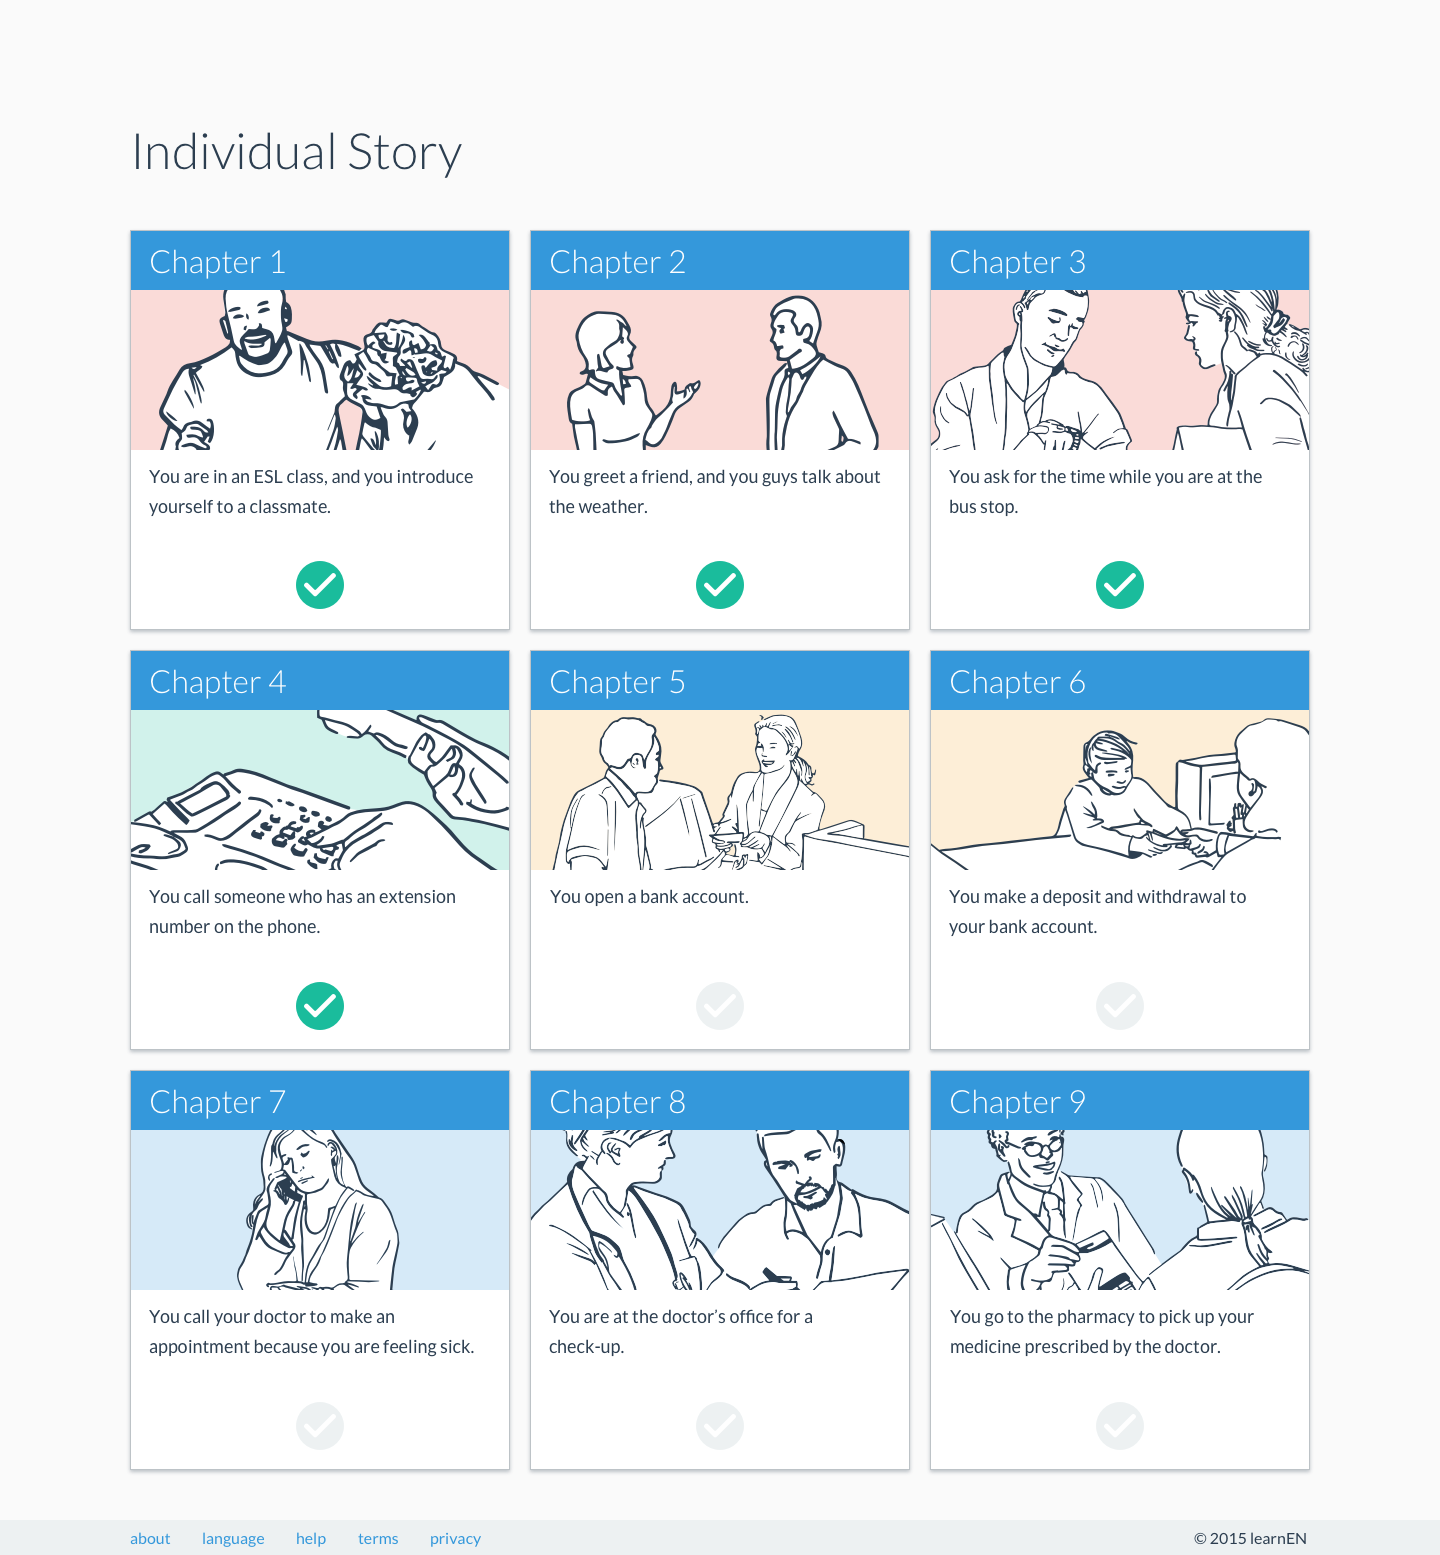 Individual Story
Chapter 1
You are in an ESL class, and you introduce
yourself to a classmate.
Chapter 2
You greet a friend, and you guys talk about
the weather.
Chapter 3
You ask for the time while you are at the
bus stop.
Chapter 4
You call someone who has an extension
number on the phone.
Chapter 5
You open a bank account.
Chapter 6
You make a deposit and withdrawal to
your bank account.
Chapter 7
You call your doctor to make an
appointment because you are feeling sick.
Chapter 8
You are at the doctor’s office for a
check-up.
Chapter 9
You go to the pharmacy to pick up your
medicine prescribed by the doctor.
about language help terms privacy © 2015 learnEN